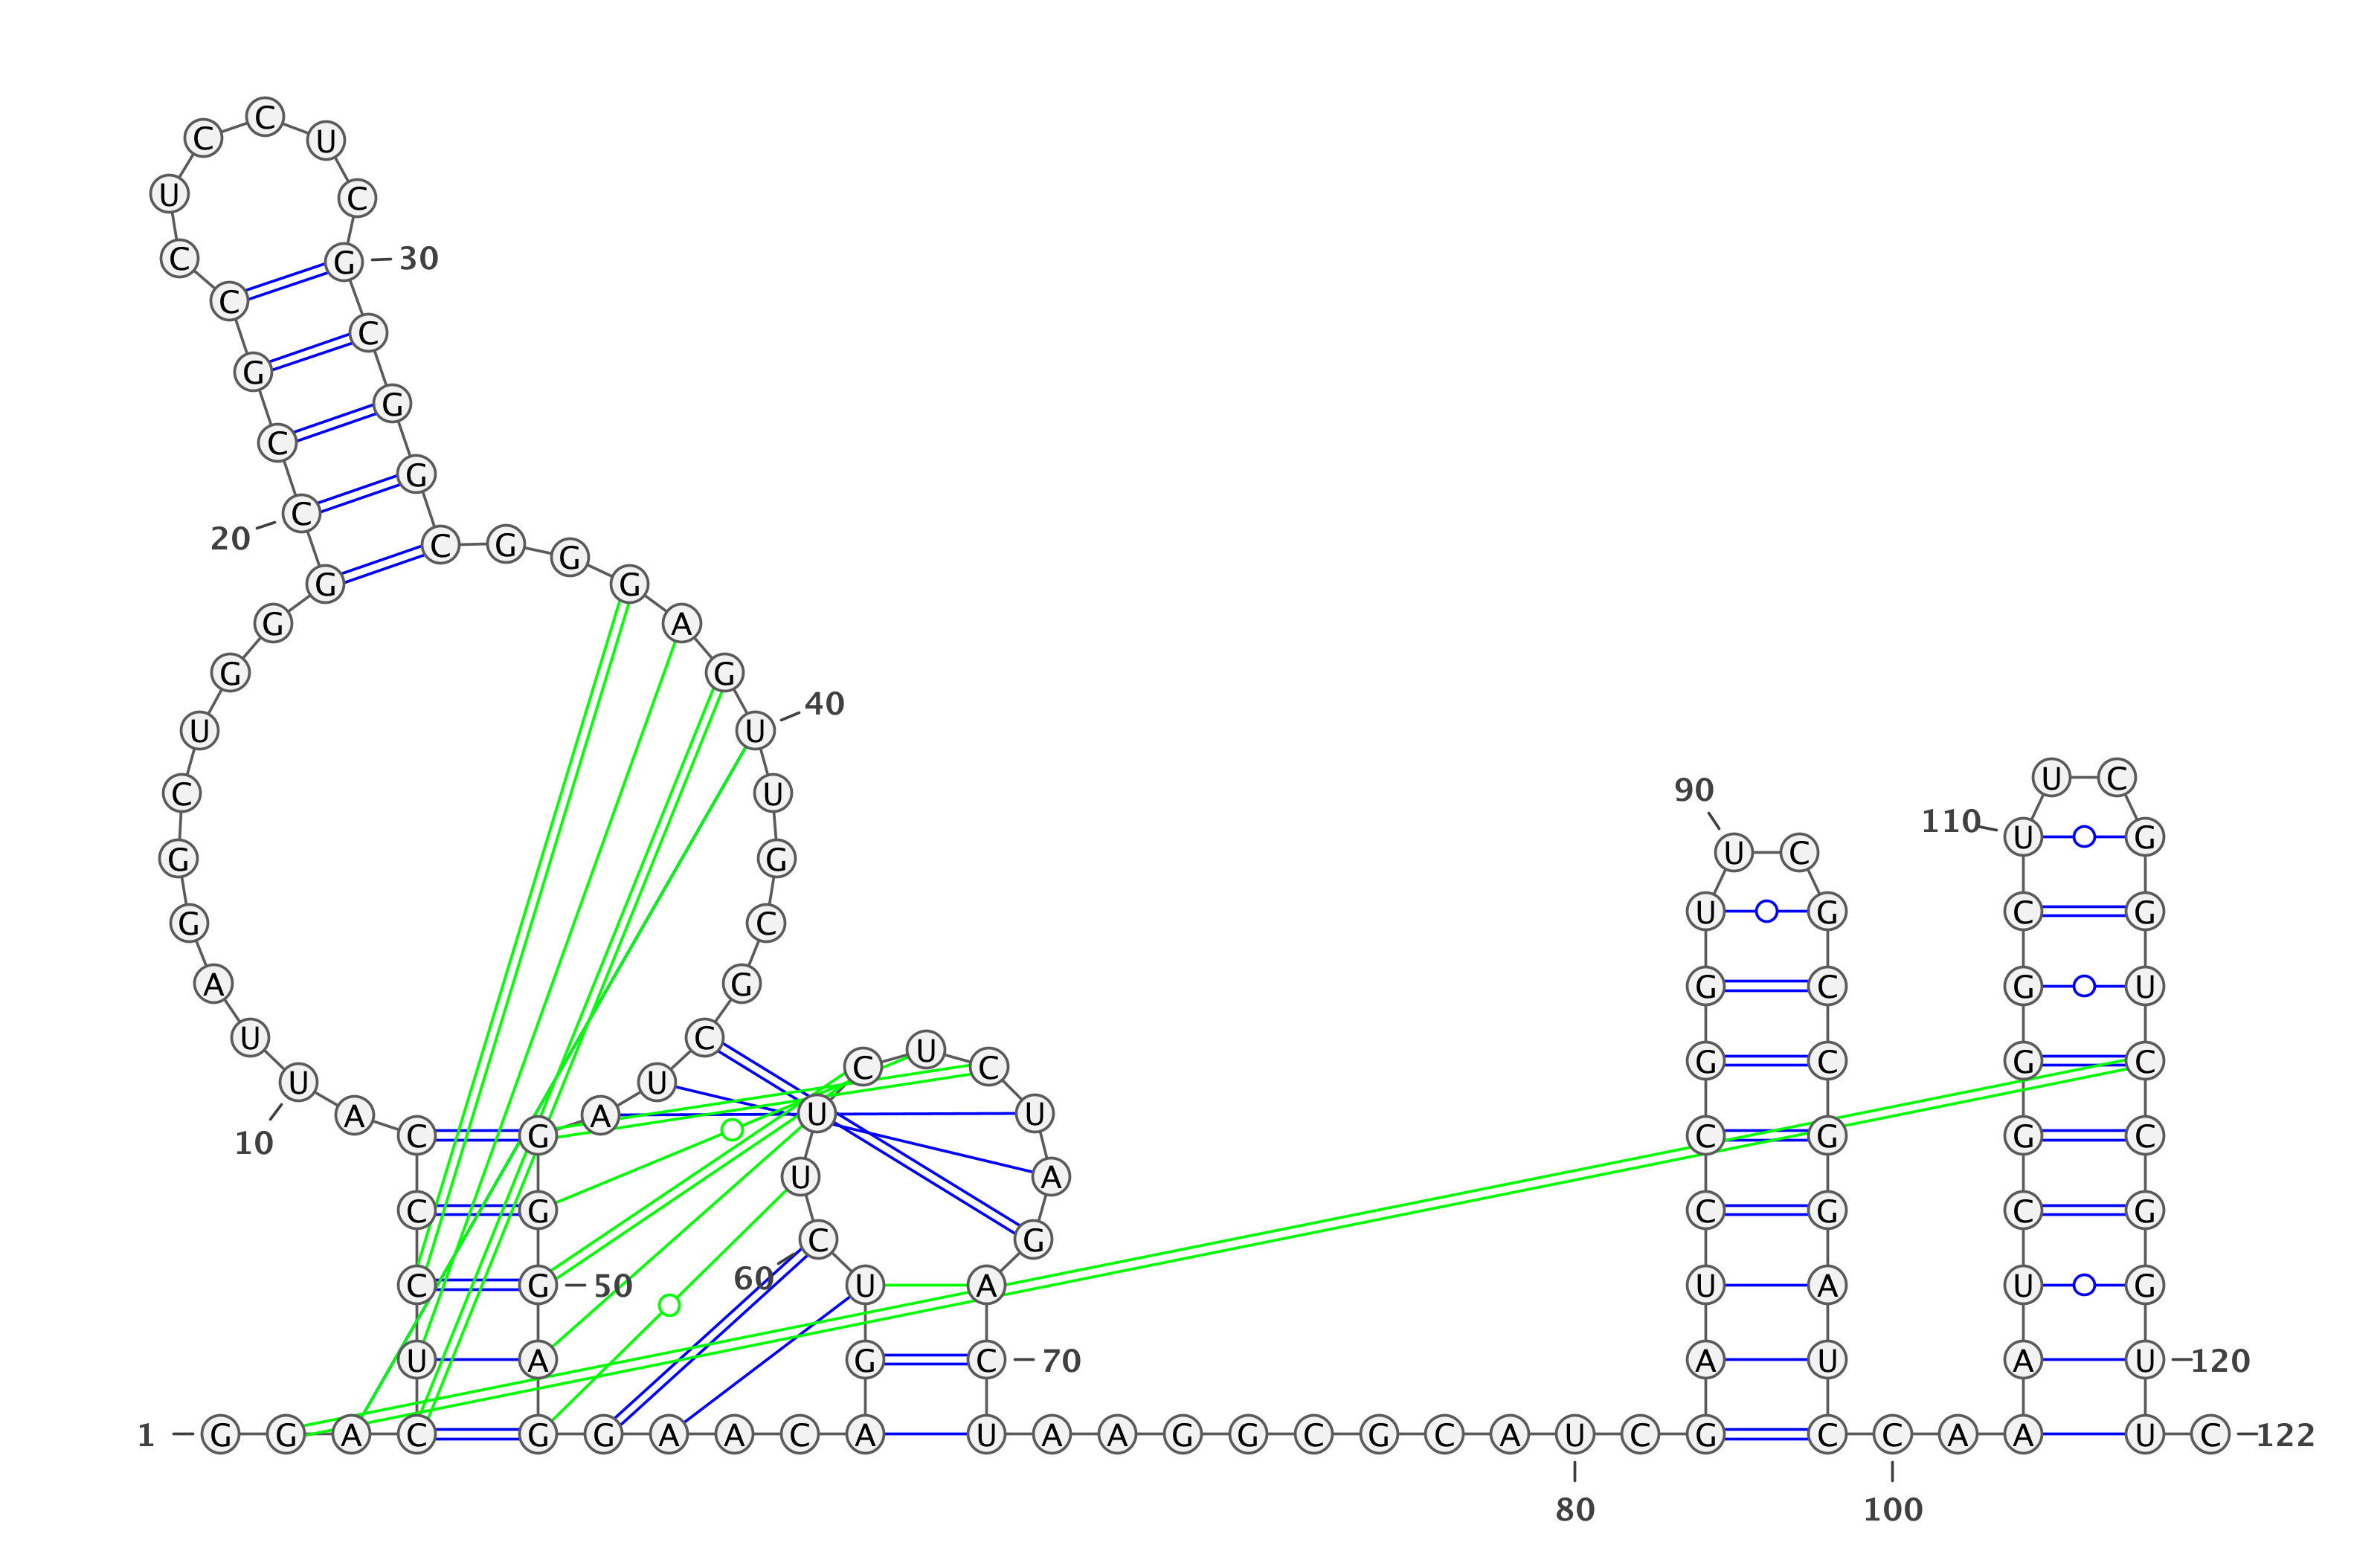 C
C U
U C
C G 30
C C
G G
C G
20 C C G G
G G
G A
G G
U U 40
C U U C
90 110 U G
G G U C
G C U G C G
A G G C G U
U C C U C G C G C
10 U U U
A A U U
C G C G G C
U A
C G C G C G
60 C G
C G 50 U A U A U G
U A G C 70 A U A U 120
1 G G A C G G A A C A U A A G G C G C A U C G C C A A U C 122
80 100